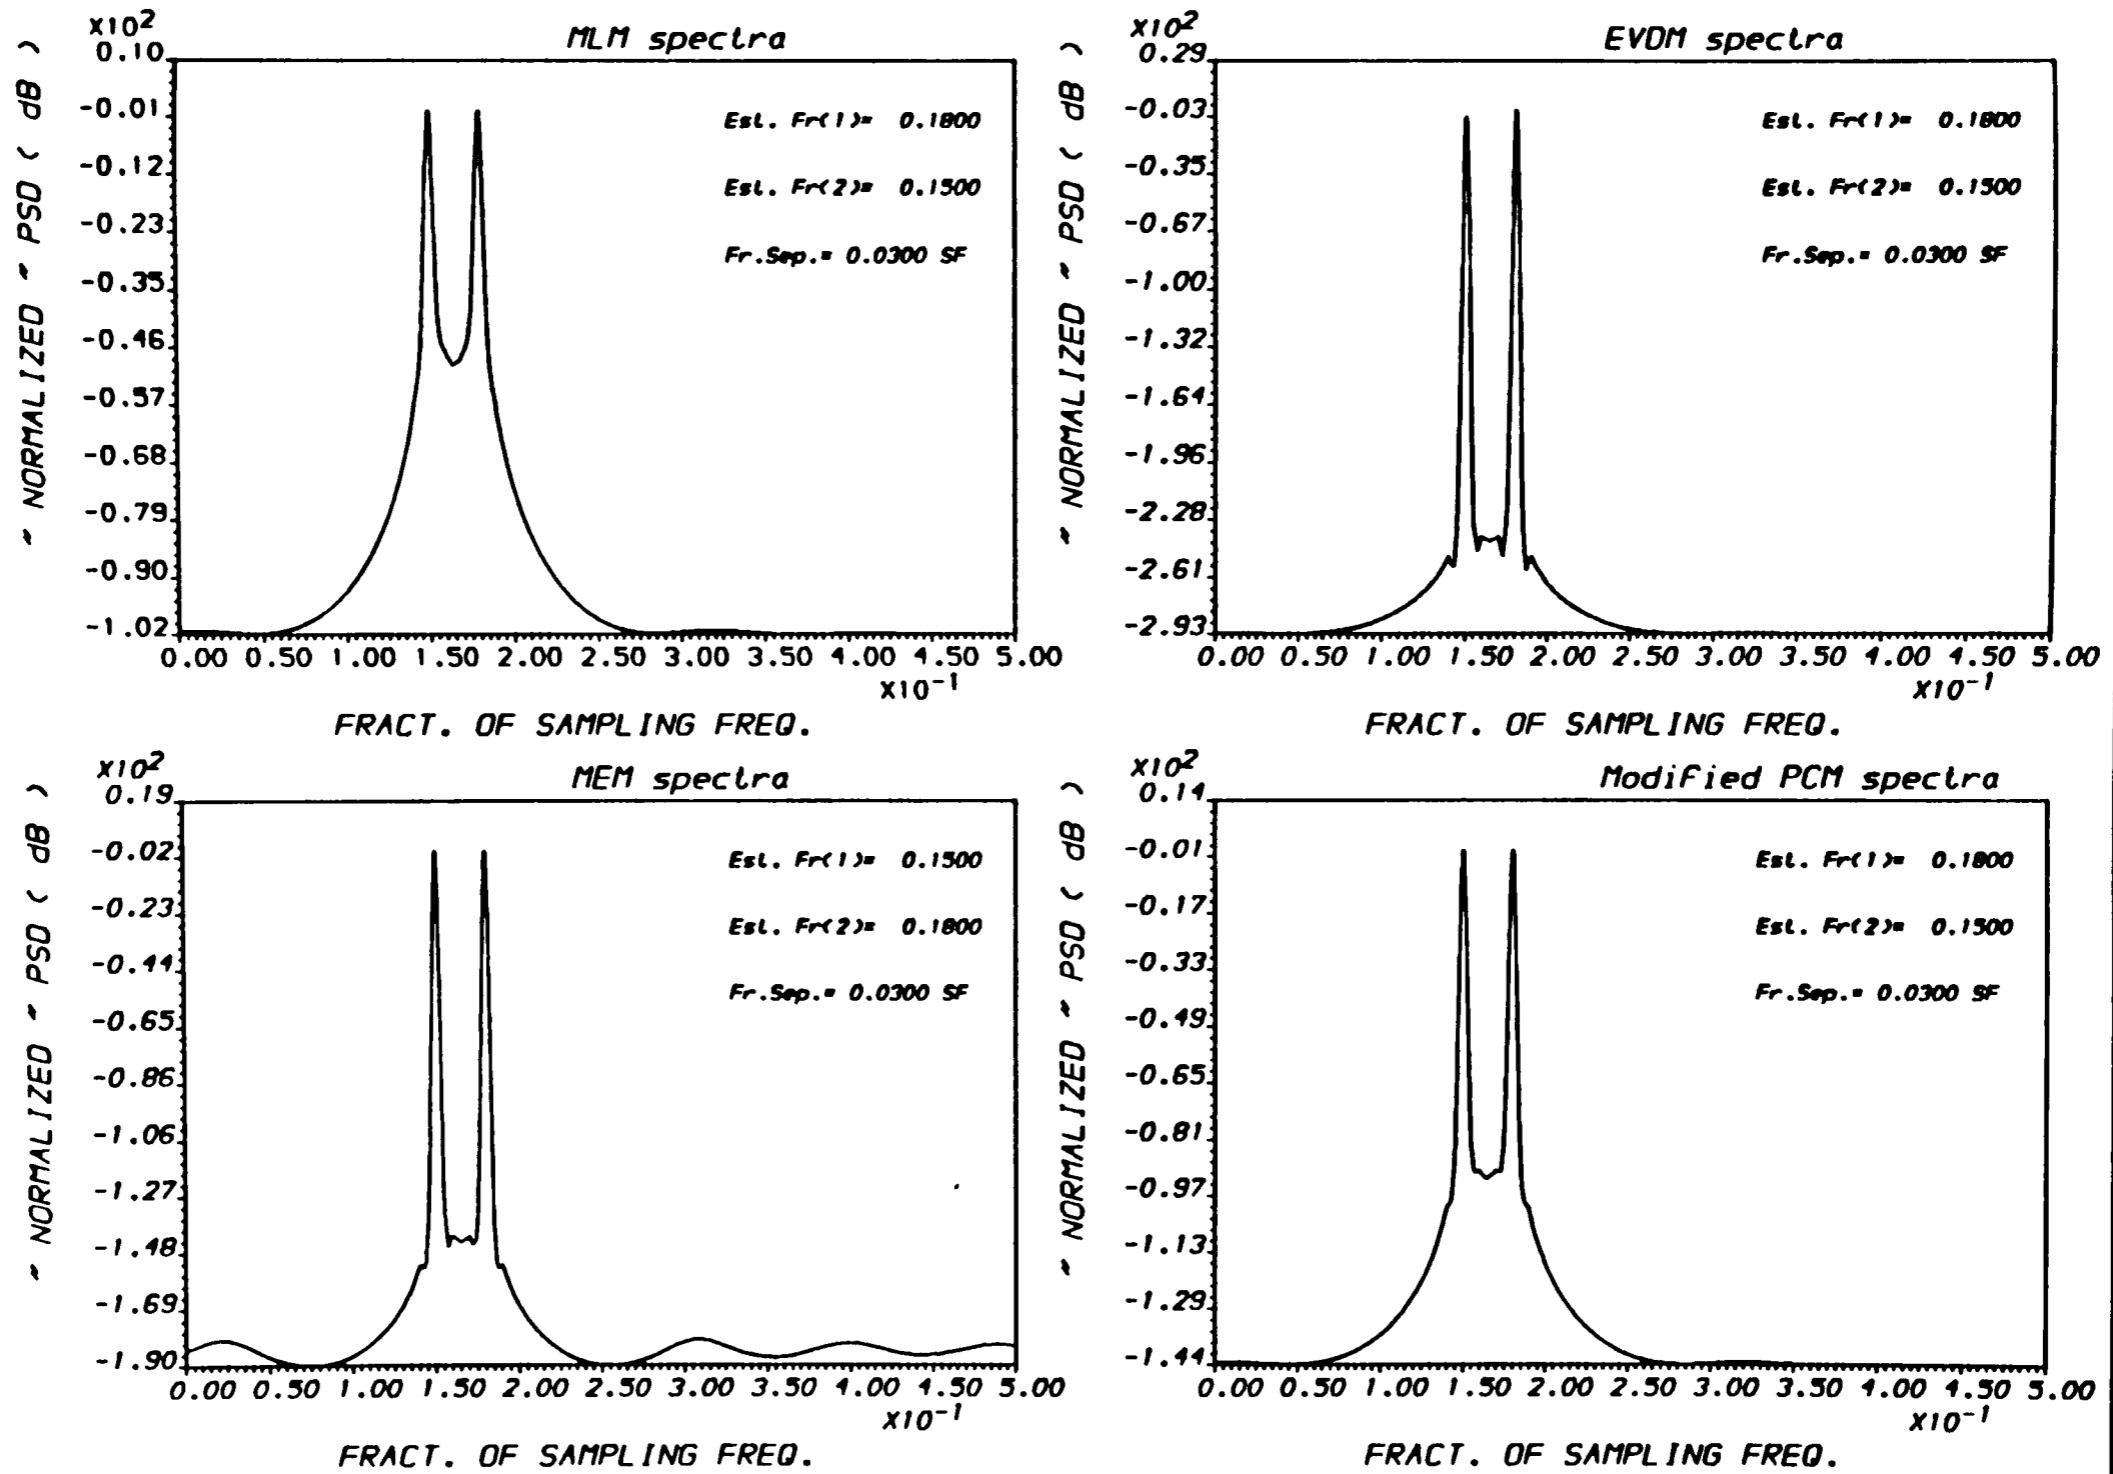 X10²
MLM spectra
0.10
-0.01
-0.12
-0.23
-0.35
-0.46
-0.57
-0.68
-0.79
-0.90
-1.02
" NORMALIZED " PSD ( dB )
Est. Fr(1)= 0.1800
Est. Fr(2)= 0.1500
Fr.Sep.= 0.0300 SF
0.00 0.50 1.00 1.50 2.00 2.50 3.00 3.50 4.00 4.50 5.00
X10⁻¹
FRACT. OF SAMPLING FREQ.
X10²
EVDM spectra
0.29
-0.03
-0.35
-0.67
-1.00
-1.32
-1.64
-1.96
-2.28
-2.61
-2.93
" NORMALIZED " PSD ( dB )
Est. Fr(1)= 0.1800
Est. Fr(2)= 0.1500
Fr.Sep.= 0.0300 SF
0.00 0.50 1.00 1.50 2.00 2.50 3.00 3.50 4.00 4.50 5.00
X10⁻¹
FRACT. OF SAMPLING FREQ.
X10²
MEM spectra
0.19
-0.02
-0.23
-0.44
-0.65
-0.86
-1.06
-1.27
-1.48
-1.69
-1.90
" NORMALIZED " PSD ( dB )
Est. Fr(1)= 0.1500
Est. Fr(2)= 0.1800
Fr.Sep.= 0.0300 SF
0.00 0.50 1.00 1.50 2.00 2.50 3.00 3.50 4.00 4.50 5.00
X10⁻¹
FRACT. OF SAMPLING FREQ.
X10²
Modified PCM spectra
0.14
-0.01
-0.17
-0.33
-0.49
-0.65
-0.81
-0.97
-1.13
-1.29
-1.44
" NORMALIZED " PSD ( dB )
Est. Fr(1)= 0.1800
Est. Fr(2)= 0.1500
Fr.Sep.= 0.0300 SF
0.00 0.50 1.00 1.50 2.00 2.50 3.00 3.50 4.00 4.50 5.00
X10⁻¹
FRACT. OF SAMPLING FREQ.